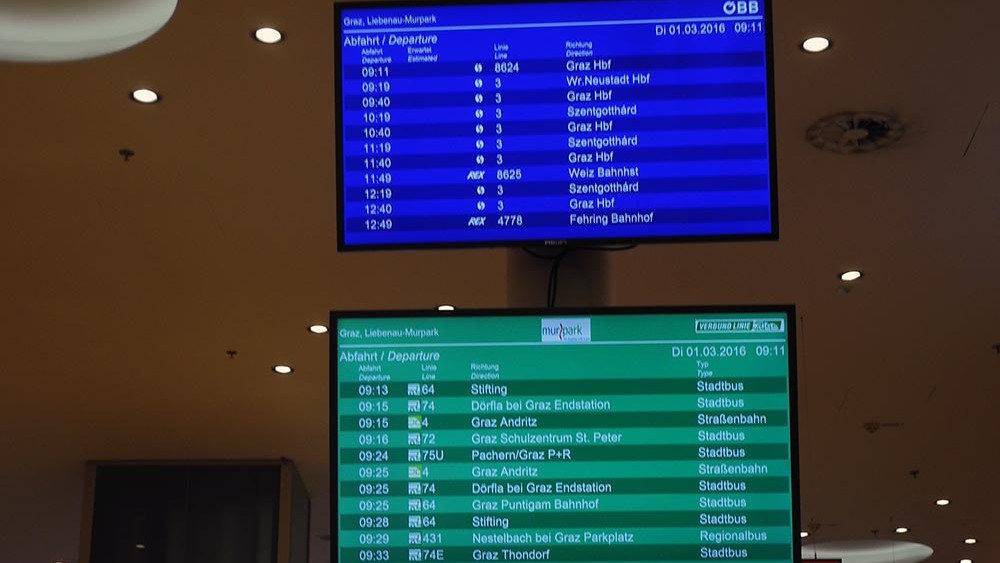 Graz, Liebenau-Murpark ÖBB
Di 01.03.2016 09:11
Abfahrt / Departure
Abfahrt Erwartet Linie Richtung
Departure Estimated Line Direction
09:11 8624 Graz Hbf
09:19 3 Wr.Neustadt Hbf
09:40 3 Graz Hbf
10:19 3 Szentgotthárd
10:40 3 Graz Hbf
11:19 3 Szentgotthárd
11:40 3 Graz Hbf
11:49 REX 8625 Weiz Bahnhst
12:19 3 Szentgotthárd
12:40 3 Graz Hbf
12:49 REX 4778 Fehring Bahnhof
PHILIPS
Graz, Liebenau-Murpark murpark VERBUND LINIE
Abfahrt / Departure Di 01.03.2016 09:11
Abfahrt Linie Richtung Typ
Departure Line Direction Type
09:13 64 Stifting Stadtbus
09:15 74 Dörfla bei Graz Endstation Stadtbus
09:15 4 Graz Andritz Straßenbahn
09:16 72 Graz Schulzentrum St. Peter Stadtbus
09:24 75U Pachern/Graz P+R Stadtbus
09:25 4 Graz Andritz Straßenbahn
09:25 74 Dörfla bei Graz Endstation Stadtbus
09:25 64 Graz Puntigam Bahnhof Stadtbus
09:28 64 Stifting Stadtbus
09:29 431 Nestelbach bei Graz Parkplatz Regionalbus
09:33 74E Graz Thondorf Stadtbus